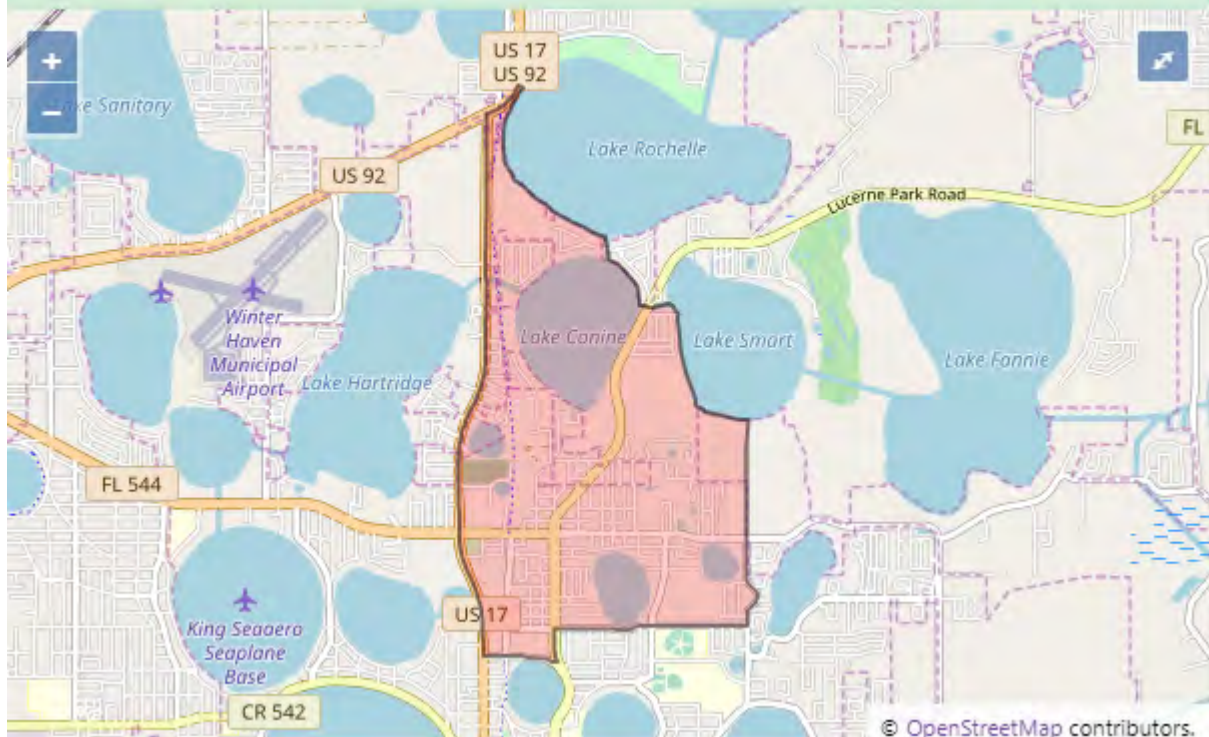 US 17
US 92
+
−
Lake Sanitary
Lake Rochelle
FL
US 92
Lucerne Park Road
Winter
Haven
Municipal
Airport
Lake Conine
Lake Smart
Lake Hartridge
Lake Fannie
FL 544
US 17
King Seaaero
Seaplane
Base
CR 542
© OpenStreetMap contributors.